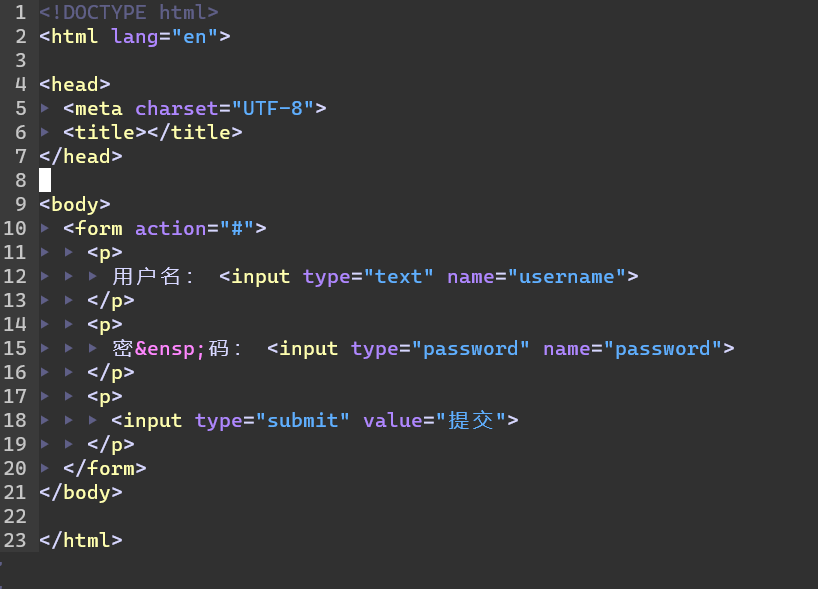 1 <!DOCTYPE html>
2 <html lang="en">
3
4 <head>
5 <meta charset="UTF-8">
6 <title></title>
7 </head>
8
9 <body>
10 <form action="#">
11 <p>
12 用户名： <input type="text" name="username">
13 </p>
14 <p>
15 密&ensp;码： <input type="password" name="password">
16 </p>
17 <p>
18 <input type="submit" value="提交">
19 </p>
20 </form>
21 </body>
22
23 </html>